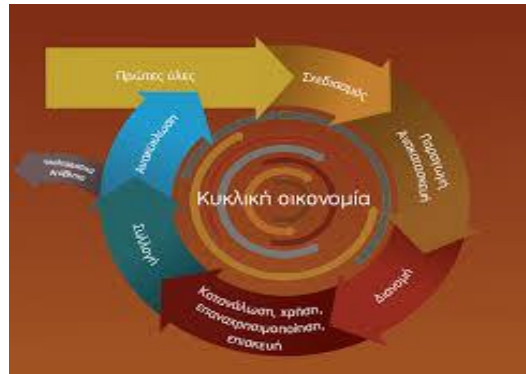 Πρώτες ύλες
Σχεδιασμός
Παραγωγή
Ανακατασκευή
Διανομή
Κατανάλωση, χρήση,
επαναχρησιμοποίηση,
επισκευή
Συλλογή
Ανακύκλωση
Κυκλική οικονομία